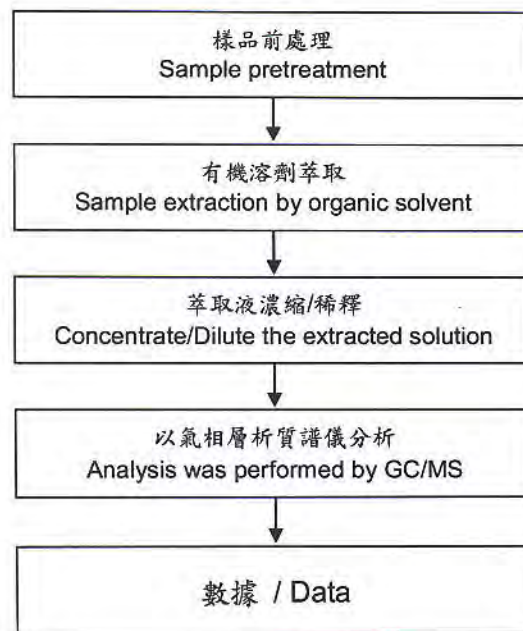 樣品前處理
Sample pretreatment
有機溶劑萃取
Sample extraction by organic solvent
萃取液濃縮/稀釋
Concentrate/Dilute the extracted solution
以氣相層析質譜儀分析
Analysis was performed by GC/MS
數據 / Data